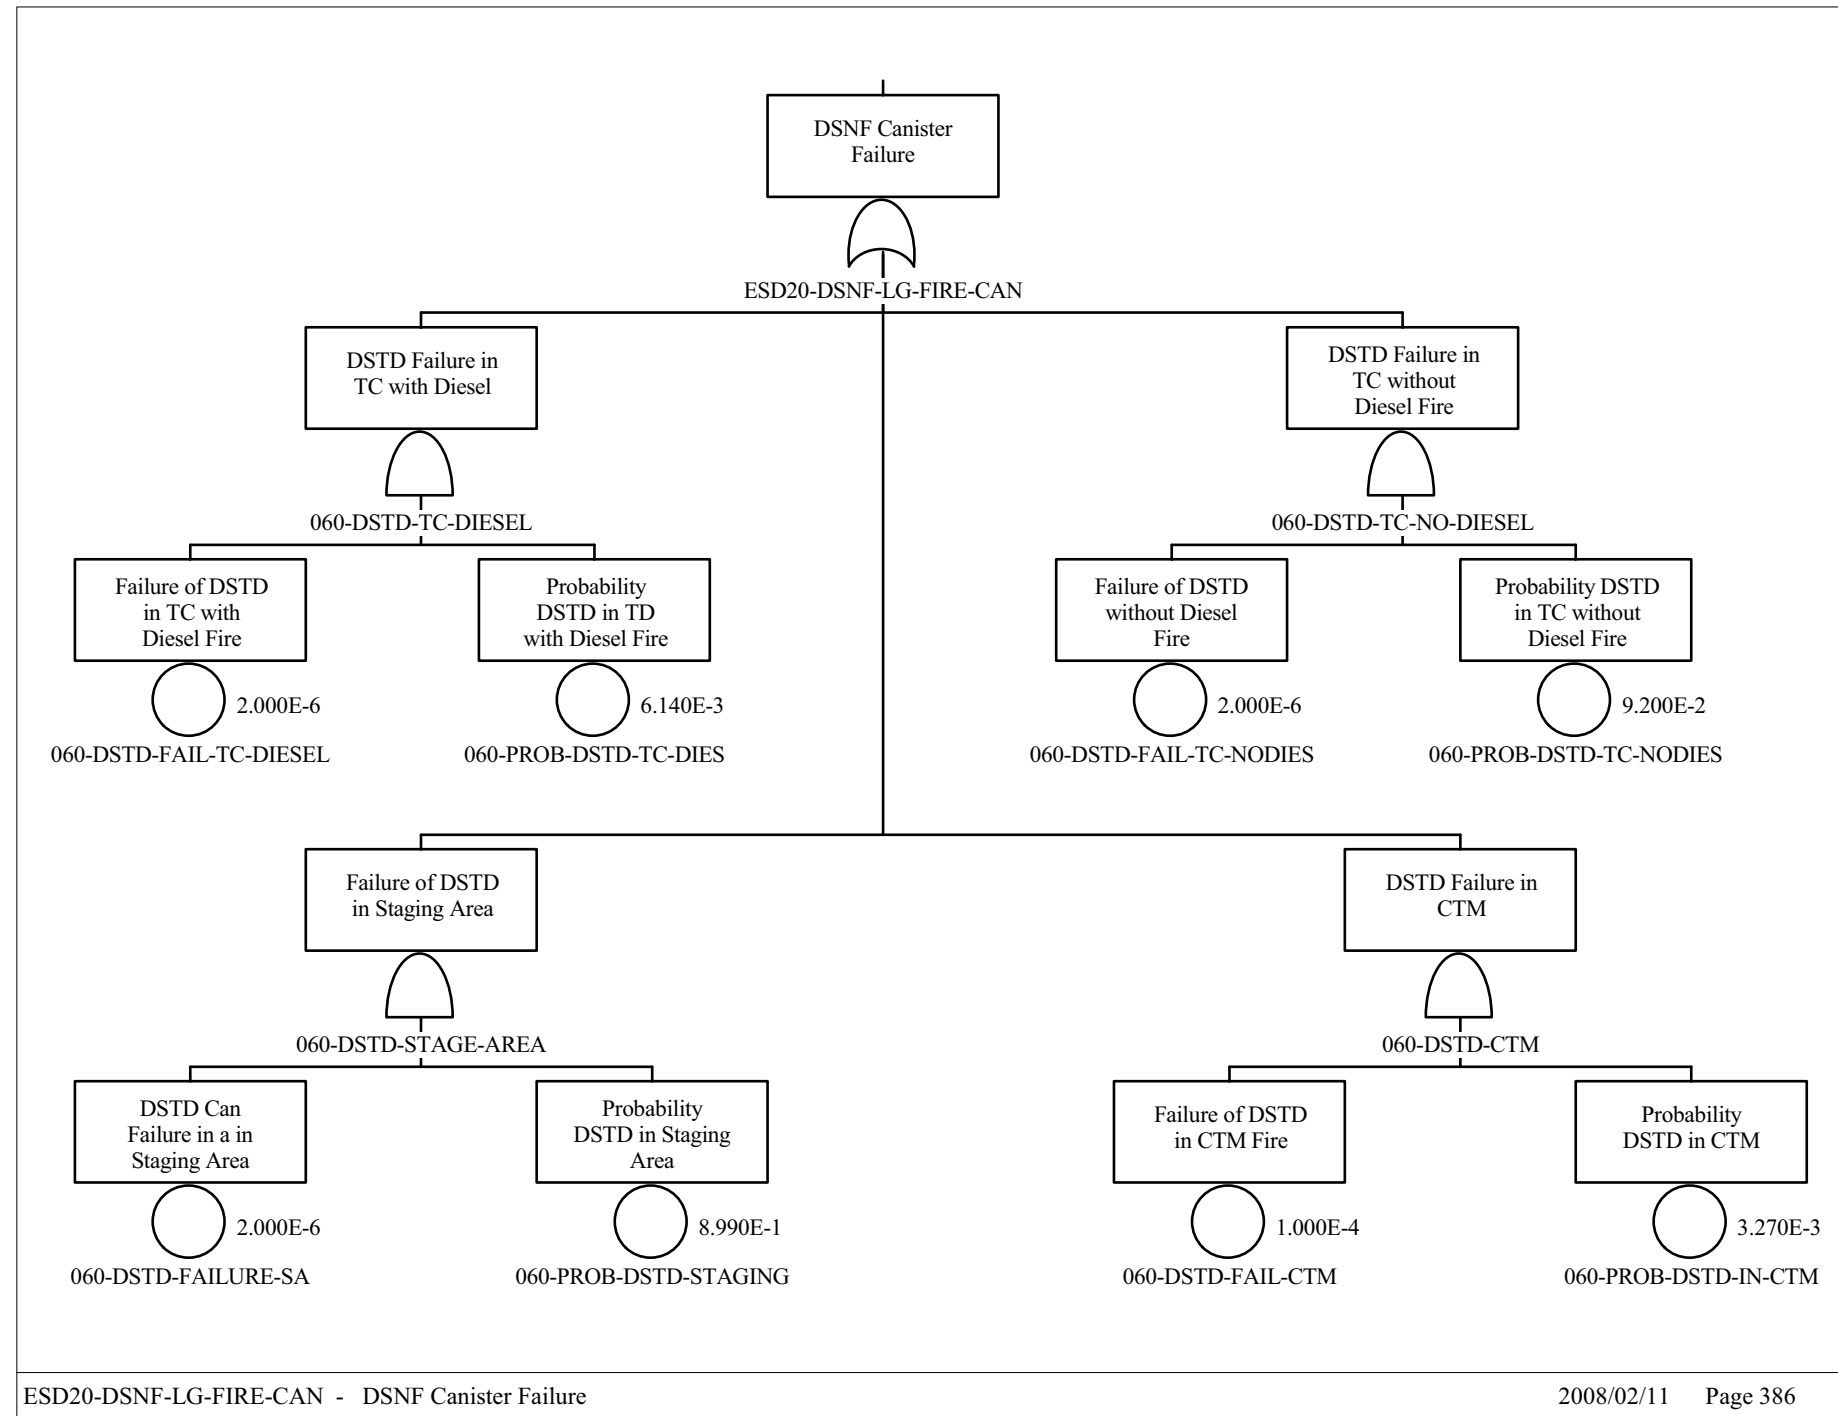 DSNF Canister
Failure
ESD20-DSNF-LG-FIRE-CAN
DSTD Failure in
TC with Diesel
DSTD Failure in
TC without
Diesel Fire
060-DSTD-TC-DIESEL
060-DSTD-TC-NO-DIESEL
Failure of DSTD
in TC with
Diesel Fire
Probability
DSTD in TD
with Diesel Fire
Failure of DSTD
without Diesel
Fire
Probability DSTD
in TC without
Diesel Fire
2.000E-6
6.140E-3
2.000E-6
9.200E-2
060-DSTD-FAIL-TC-DIESEL
060-PROB-DSTD-TC-DIES
060-DSTD-FAIL-TC-NODIES
060-PROB-DSTD-TC-NODIES
Failure of DSTD
in Staging Area
DSTD Failure in
CTM
060-DSTD-STAGE-AREA
060-DSTD-CTM
DSTD Can
Failure in a in
Staging Area
Probability
DSTD in Staging
Area
Failure of DSTD
in CTM Fire
Probability
DSTD in CTM
2.000E-6
8.990E-1
1.000E-4
3.270E-3
060-DSTD-FAILURE-SA
060-PROB-DSTD-STAGING
060-DSTD-FAIL-CTM
060-PROB-DSTD-IN-CTM
ESD20-DSNF-LG-FIRE-CAN - DSNF Canister Failure
2008/02/11 Page 386